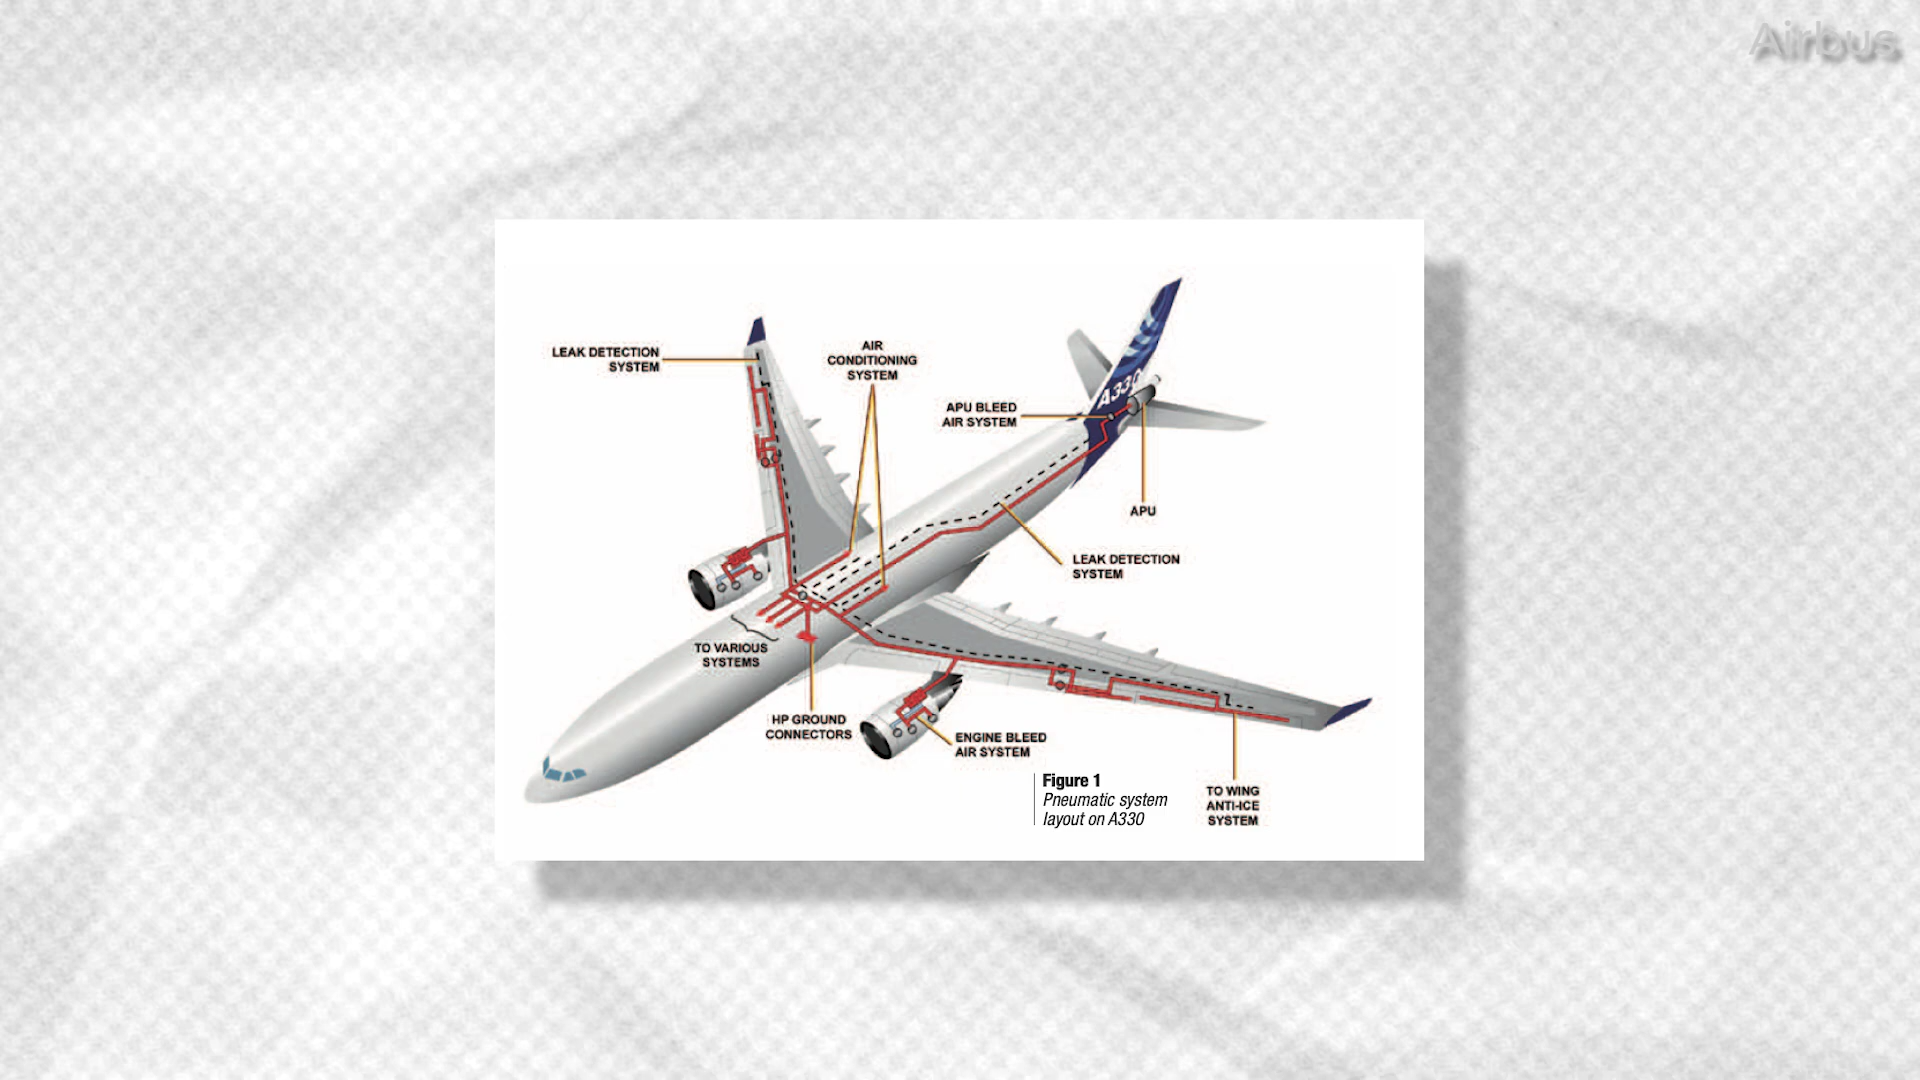 Airbus
LEAK DETECTION
SYSTEM
AIR
CONDITIONING
SYSTEM
A330
APU BLEED
AIR SYSTEM
APU
LEAK DETECTION
SYSTEM
TO VARIOUS
SYSTEMS
HP GROUND
CONNECTORS
ENGINE BLEED
AIR SYSTEM
Figure 1
Pneumatic system
layout on A330
TO WING
ANTI-ICE
SYSTEM